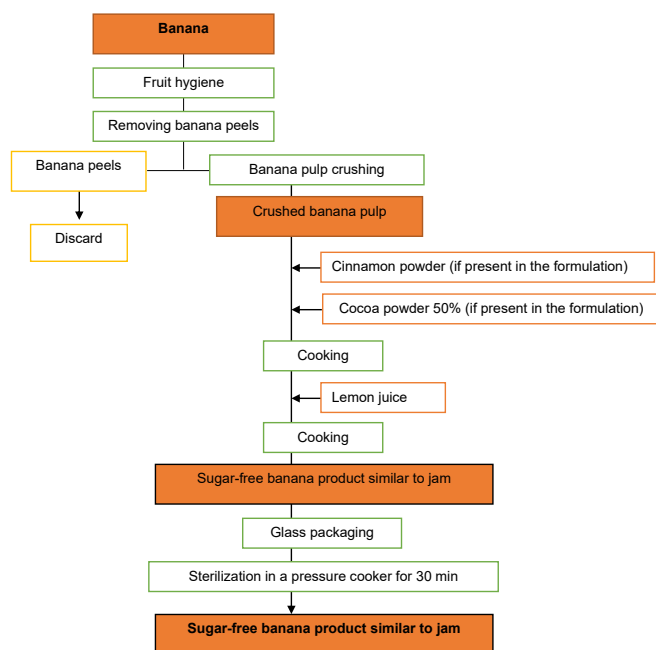 Banana
Fruit hygiene
Removing banana peels
Banana peels
Banana pulp crushing
Crushed banana pulp
Discard
Cinnamon powder (if present in the formulation)
Cocoa powder 50% (if present in the formulation)
Cooking
Lemon juice
Cooking
Sugar-free banana product similar to jam
Glass packaging
Sterilization in a pressure cooker for 30 min
Sugar-free banana product similar to jam